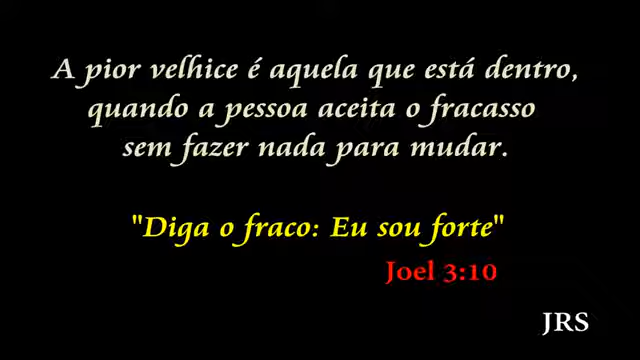 A pior velhice é aquela que está dentro,
quando a pessoa aceita o fracasso
sem fazer nada para mudar.
"Diga o fraco: Eu sou forte"
Joel 3:10
JRS